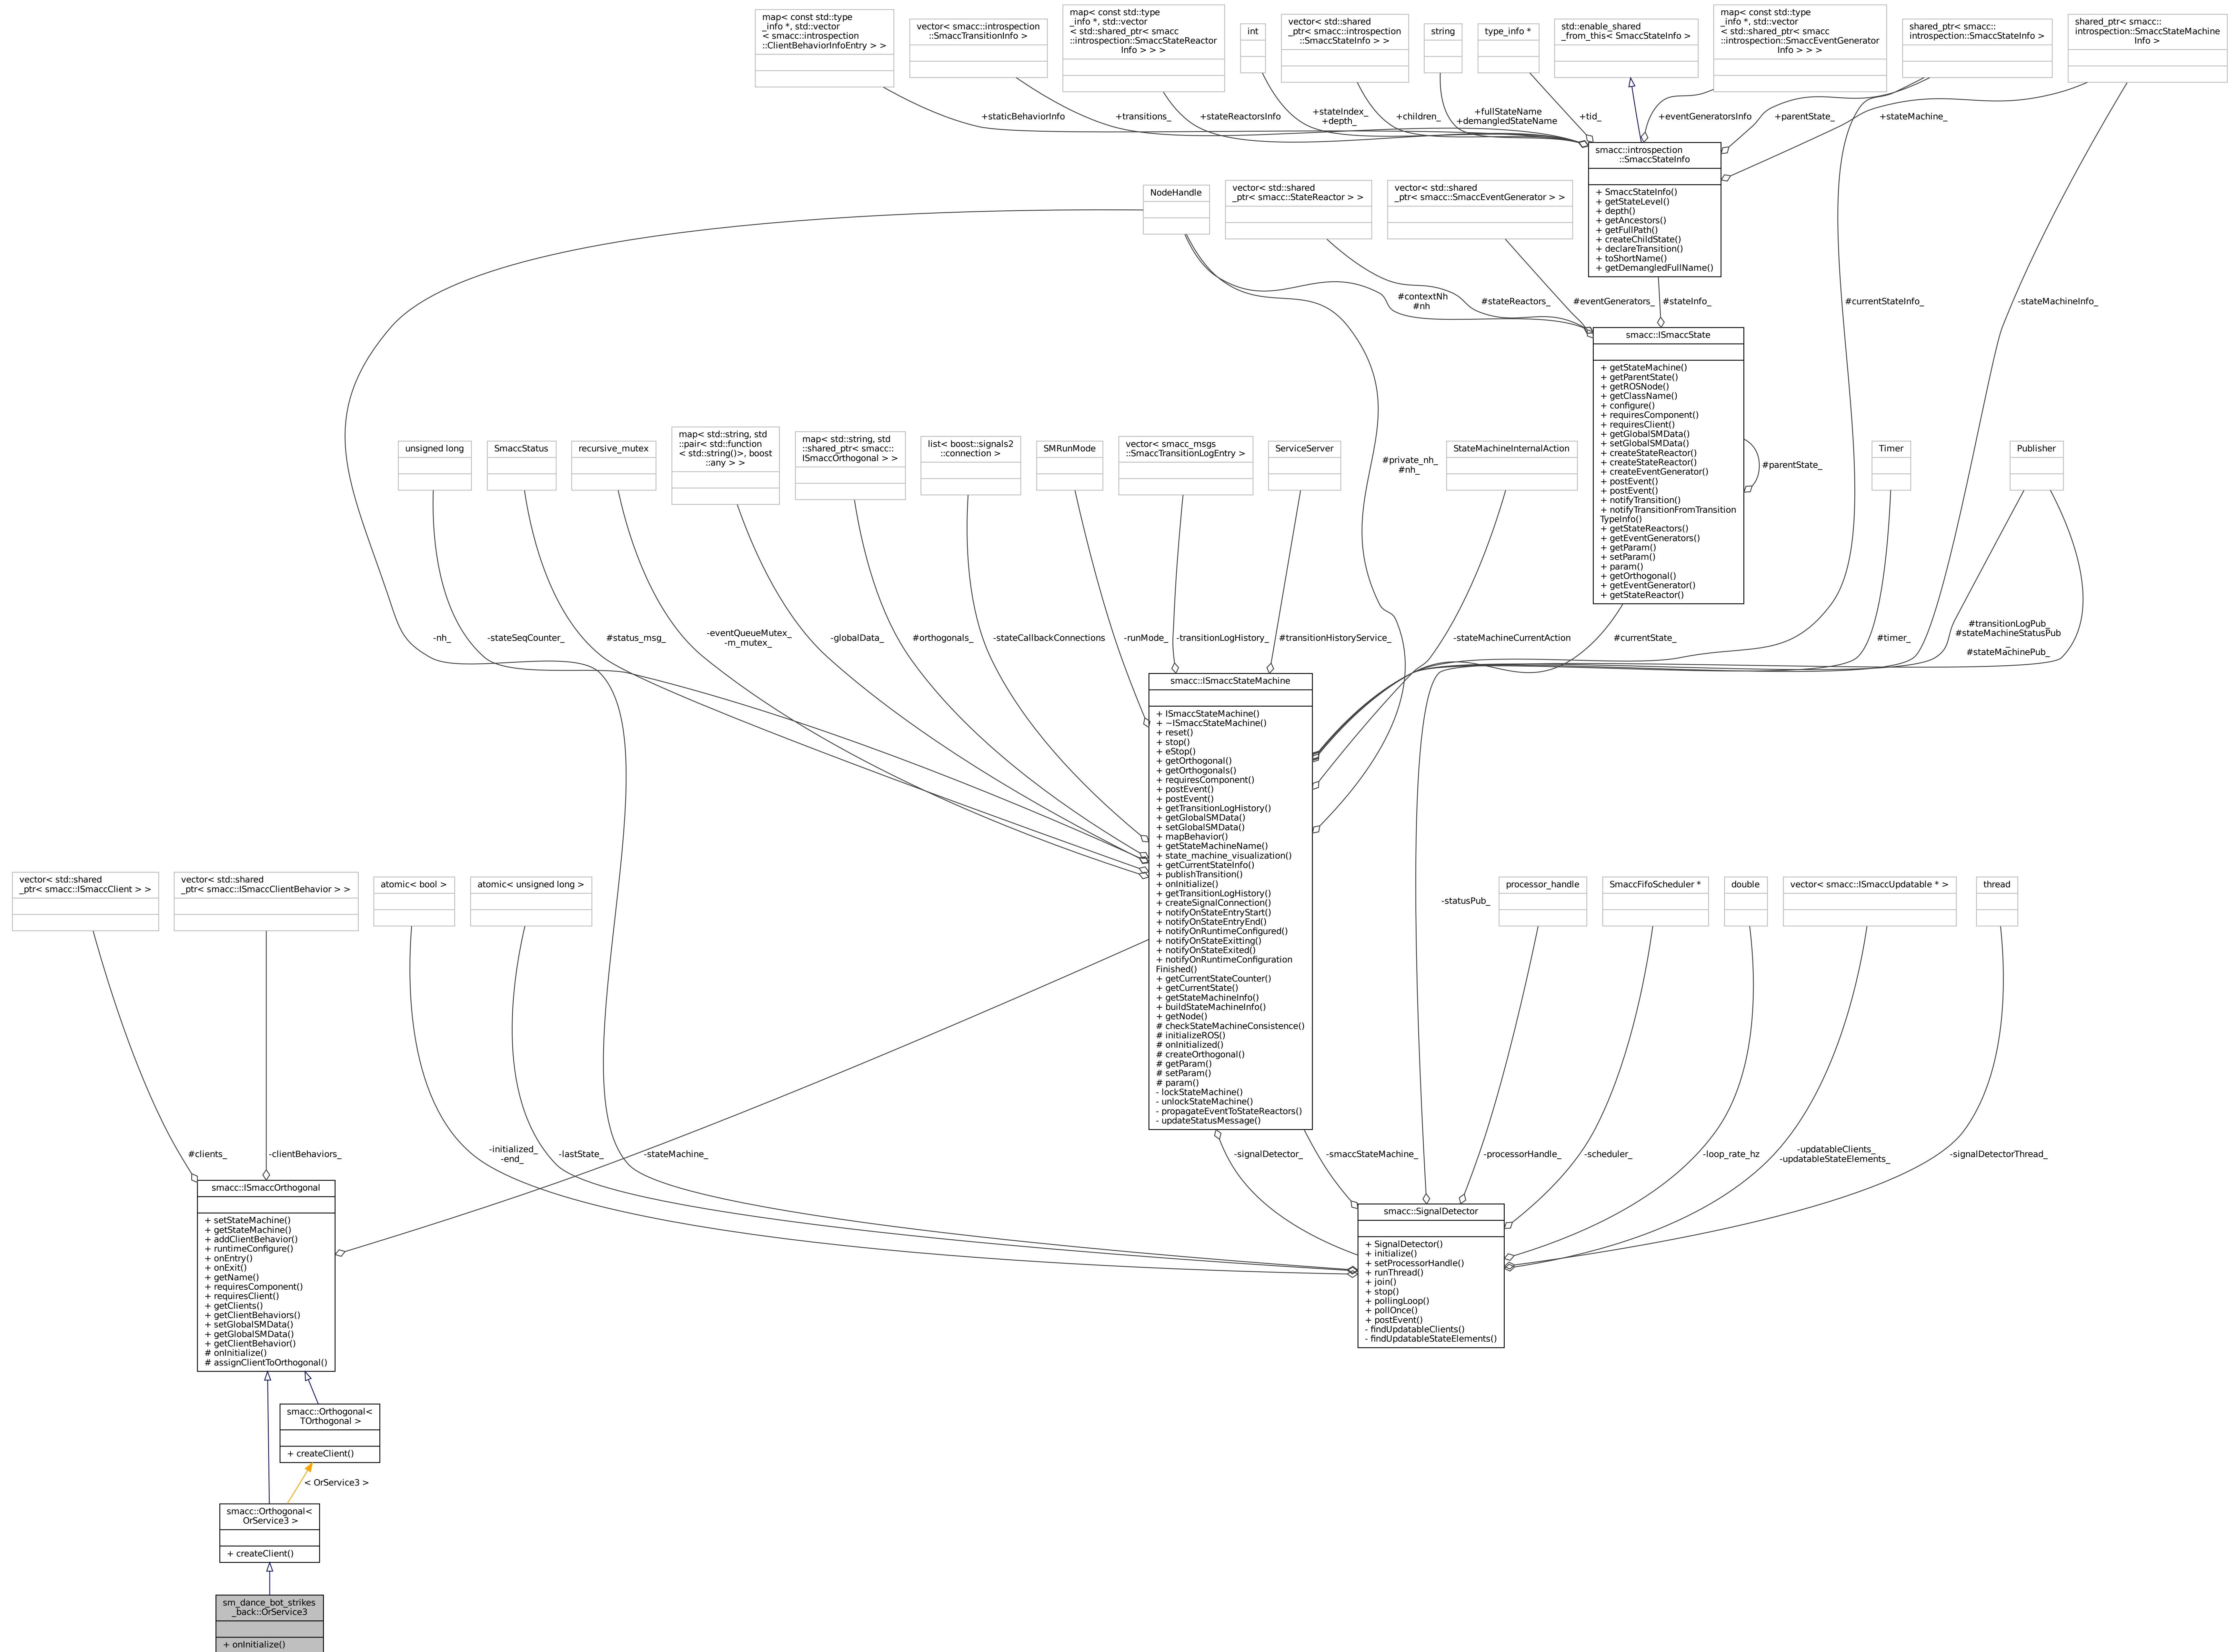 map< const std::type
_info *, std::vector
< smacc::introspection
::ClientBehaviorInfoEntry > >
vector< smacc::introspection
::SmaccTransitionInfo >
map< const std::type
_info *, std::vector
< std::shared_ptr< smacc
::introspection::SmaccStateReactor
Info > > >
int
vector< std::shared
_ptr< smacc::introspection
::SmaccStateInfo > >
string
type_info *
std::enable_shared
_from_this< SmaccStateInfo >
map< const std::type
_info *, std::vector
< std::shared_ptr< smacc
::introspection::SmaccEventGenerator
Info > > >
shared_ptr< smacc::
introspection::SmaccStateInfo >
shared_ptr< smacc::
introspection::SmaccStateMachine
Info >
+staticBehaviorInfo
+transitions_
+stateReactorsInfo
+stateIndex_
+depth_
+children_
+fullStateName
+demangledStateName
+tid_
+eventGeneratorsInfo
+parentState_
+stateMachine_
smacc::introspection
::SmaccStateInfo
+ SmaccStateInfo()
+ getStateLevel()
+ depth()
+ getAncestors()
+ getFullPath()
+ createChildState()
+ declareTransition()
+ toShortName()
+ getDemangledFullName()
NodeHandle
vector< std::shared
_ptr< smacc::StateReactor > >
vector< std::shared
_ptr< smacc::SmaccEventGenerator > >
#contextNh
#nh
#stateReactors_
#eventGenerators_
#stateInfo_
#currentStateInfo_
-stateMachineInfo_
smacc::ISmaccState
+ getStateMachine()
+ getParentState()
+ getROSNode()
+ getClassName()
+ configure()
+ requiresComponent()
+ requiresClient()
+ getGlobalSMData()
+ setGlobalSMData()
+ createStateReactor()
+ createStateReactor()
+ createEventGenerator()
+ postEvent()
+ postEvent()
+ notifyTransition()
+ notifyTransitionFromTransition
TypeInfo()
+ getStateReactors()
+ getEventGenerators()
+ getParam()
+ setParam()
+ param()
+ getOrthogonal()
+ getEventGenerator()
+ getStateReactor()
#parentState_
unsigned long
SmaccStatus
recursive_mutex
map< std::string, std
::pair< std::function
< std::string()>, boost
::any > >
map< std::string, std
::shared_ptr< smacc::
ISmaccOrthogonal > >
list< boost::signals2
::connection >
SMRunMode
vector< smacc_msgs
::SmaccTransitionLogEntry >
ServiceServer
#private_nh_
#nh_
StateMachineInternalAction
Timer
Publisher
-nh_
-stateSeqCounter_
#status_msg_
-eventQueueMutex_
-m_mutex_
-globalData_
#orthogonals_
-stateCallbackConnections
-runMode_
-transitionLogHistory_
#transitionHistoryService_
-stateMachineCurrentAction
#currentState_
#timer_
#transitionLogPub_
#stateMachineStatusPub
_
#stateMachinePub_
smacc::ISmaccStateMachine
+ ISmaccStateMachine()
+ ~ISmaccStateMachine()
+ reset()
+ stop()
+ eStop()
+ getOrthogonal()
+ getOrthogonals()
+ requiresComponent()
+ postEvent()
+ postEvent()
+ getTransitionLogHistory()
+ getGlobalSMData()
+ setGlobalSMData()
+ mapBehavior()
+ getStateMachineName()
+ state_machine_visualization()
+ getCurrentStateInfo()
+ publishTransition()
+ onInitialize()
+ getTransitionLogHistory()
+ createSignalConnection()
+ notifyOnStateEntryStart()
+ notifyOnStateEntryEnd()
+ notifyOnRuntimeConfigured()
+ notifyOnStateExitting()
+ notifyOnStateExited()
+ notifyOnRuntimeConfiguration
Finished()
+ getCurrentStateCounter()
+ getCurrentState()
+ getStateMachineInfo()
+ buildStateMachineInfo()
+ getNode()
# checkStateMachineConsistence()
# initializeROS()
# onInitialized()
# createOrthogonal()
# getParam()
# setParam()
# param()
- lockStateMachine()
- unlockStateMachine()
- propagateEventToStateReactors()
- updateStatusMessage()
vector< std::shared
_ptr< smacc::ISmaccClient > >
vector< std::shared
_ptr< smacc::ISmaccClientBehavior > >
atomic< bool >
atomic< unsigned long >
-statusPub_
processor_handle
SmaccFifoScheduler *
double
vector< smacc::ISmaccUpdatable * >
thread
#clients_
-clientBehaviors_
-initialized_
-end_
-lastState_
-stateMachine_
-signalDetector_
-smaccStateMachine_
-processorHandle_
-scheduler_
-loop_rate_hz
-updatableClients_
-updatableStateElements_
-signalDetectorThread_
smacc::ISmaccOrthogonal
+ setStateMachine()
+ getStateMachine()
+ addClientBehavior()
+ runtimeConfigure()
+ onEntry()
+ onExit()
+ getName()
+ requiresComponent()
+ requiresClient()
+ getClients()
+ getClientBehaviors()
+ setGlobalSMData()
+ getGlobalSMData()
+ getClientBehavior()
# onInitialize()
# assignClientToOrthogonal()
smacc::SignalDetector
+ SignalDetector()
+ initialize()
+ setProcessorHandle()
+ runThread()
+ join()
+ stop()
+ pollingLoop()
+ pollOnce()
+ postEvent()
- findUpdatableClients()
- findUpdatableStateElements()
smacc::Orthogonal<
TOrthogonal >
+ createClient()
< OrService3 >
smacc::Orthogonal<
OrService3 >
+ createClient()
sm_dance_bot_strikes
_back::OrService3
+ onInitialize()